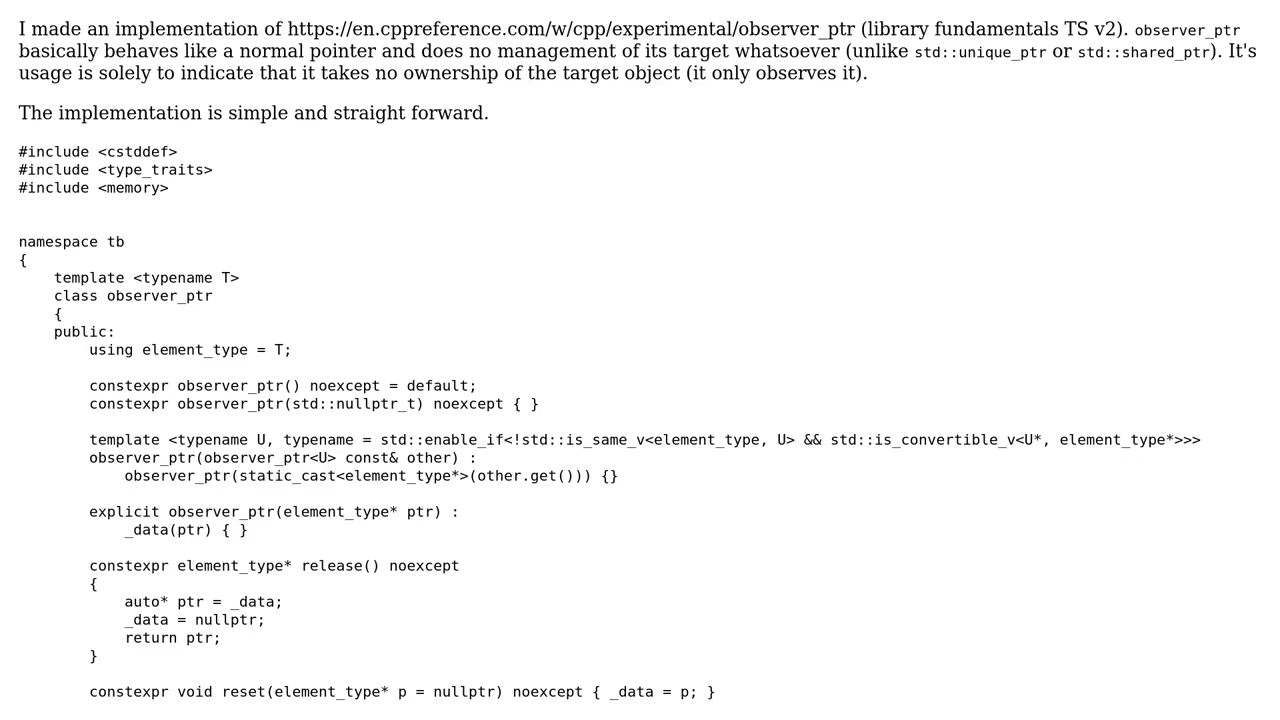 I made an implementation of https://en.cppreference.com/w/cpp/experimental/observer_ptr (library fundamentals TS v2). observer_ptr
basically behaves like a normal pointer and does no management of its target whatsoever (unlike std::unique_ptr or std::shared_ptr). It's
usage is solely to indicate that it takes no ownership of the target object (it only observes it).
The implementation is simple and straight forward.
#include <cstddef>
#include <type_traits>
#include <memory>
namespace tb
{
    template <typename T>
    class observer_ptr
    {
    public:
        using element_type = T;
        constexpr observer_ptr() noexcept = default;
        constexpr observer_ptr(std::nullptr_t) noexcept { }
        template <typename U, typename = std::enable_if<!std::is_same_v<element_type, U> && std::is_convertible_v<U*, element_type*>>>
        observer_ptr(observer_ptr<U> const& other) :
            observer_ptr(static_cast<element_type*>(other.get())) {}
        explicit observer_ptr(element_type* ptr) :
            _data(ptr) { }
        constexpr element_type* release() noexcept
        {
            auto* ptr = _data;
            _data = nullptr;
            return ptr;
        }
        constexpr void reset(element_type* p = nullptr) noexcept { _data = p; }